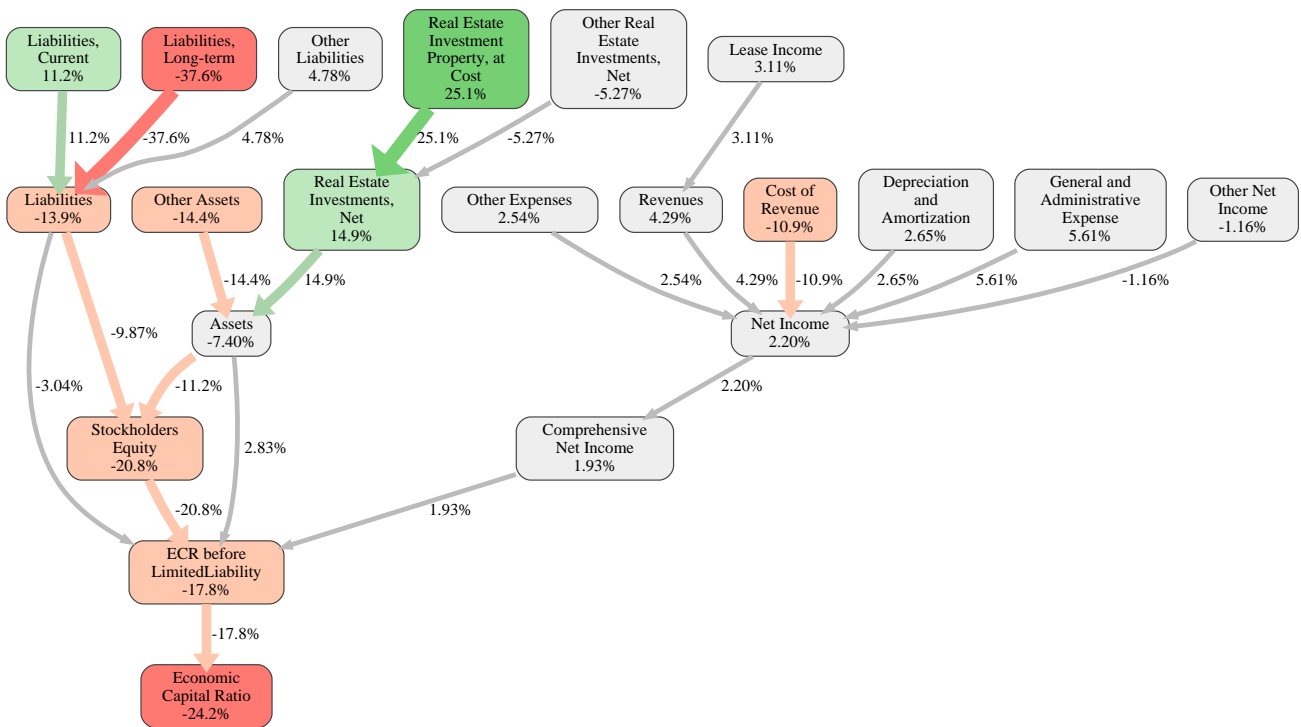 Liabilities,
Current
11.2%
Liabilities,
Long-term
-37.6%
Other
Liabilities
4.78%
Real Estate
Investment
Property, at
Cost
25.1%
Other Real
Estate
Investments,
Net
-5.27%
Lease Income
3.11%
11.2%
-37.6%
4.78%
25.1%
-5.27%
3.11%
Liabilities
-13.9%
Other Assets
-14.4%
Real Estate
Investments,
Net
14.9%
Other Expenses
2.54%
Revenues
4.29%
Cost of
Revenue
-10.9%
Depreciation
and
Amortization
2.65%
General and
Administrative
Expense
5.61%
Other Net
Income
-1.16%
-14.4%
14.9%
2.54%
4.29%
-10.9%
2.65%
5.61%
-1.16%
Assets
-7.40%
Net Income
2.20%
-9.87%
-3.04%
-11.2%
2.20%
Stockholders
Equity
-20.8%
2.83%
Comprehensive
Net Income
1.93%
-20.8%
1.93%
ECR before
LimitedLiability
-17.8%
-17.8%
Economic
Capital Ratio
-24.2%